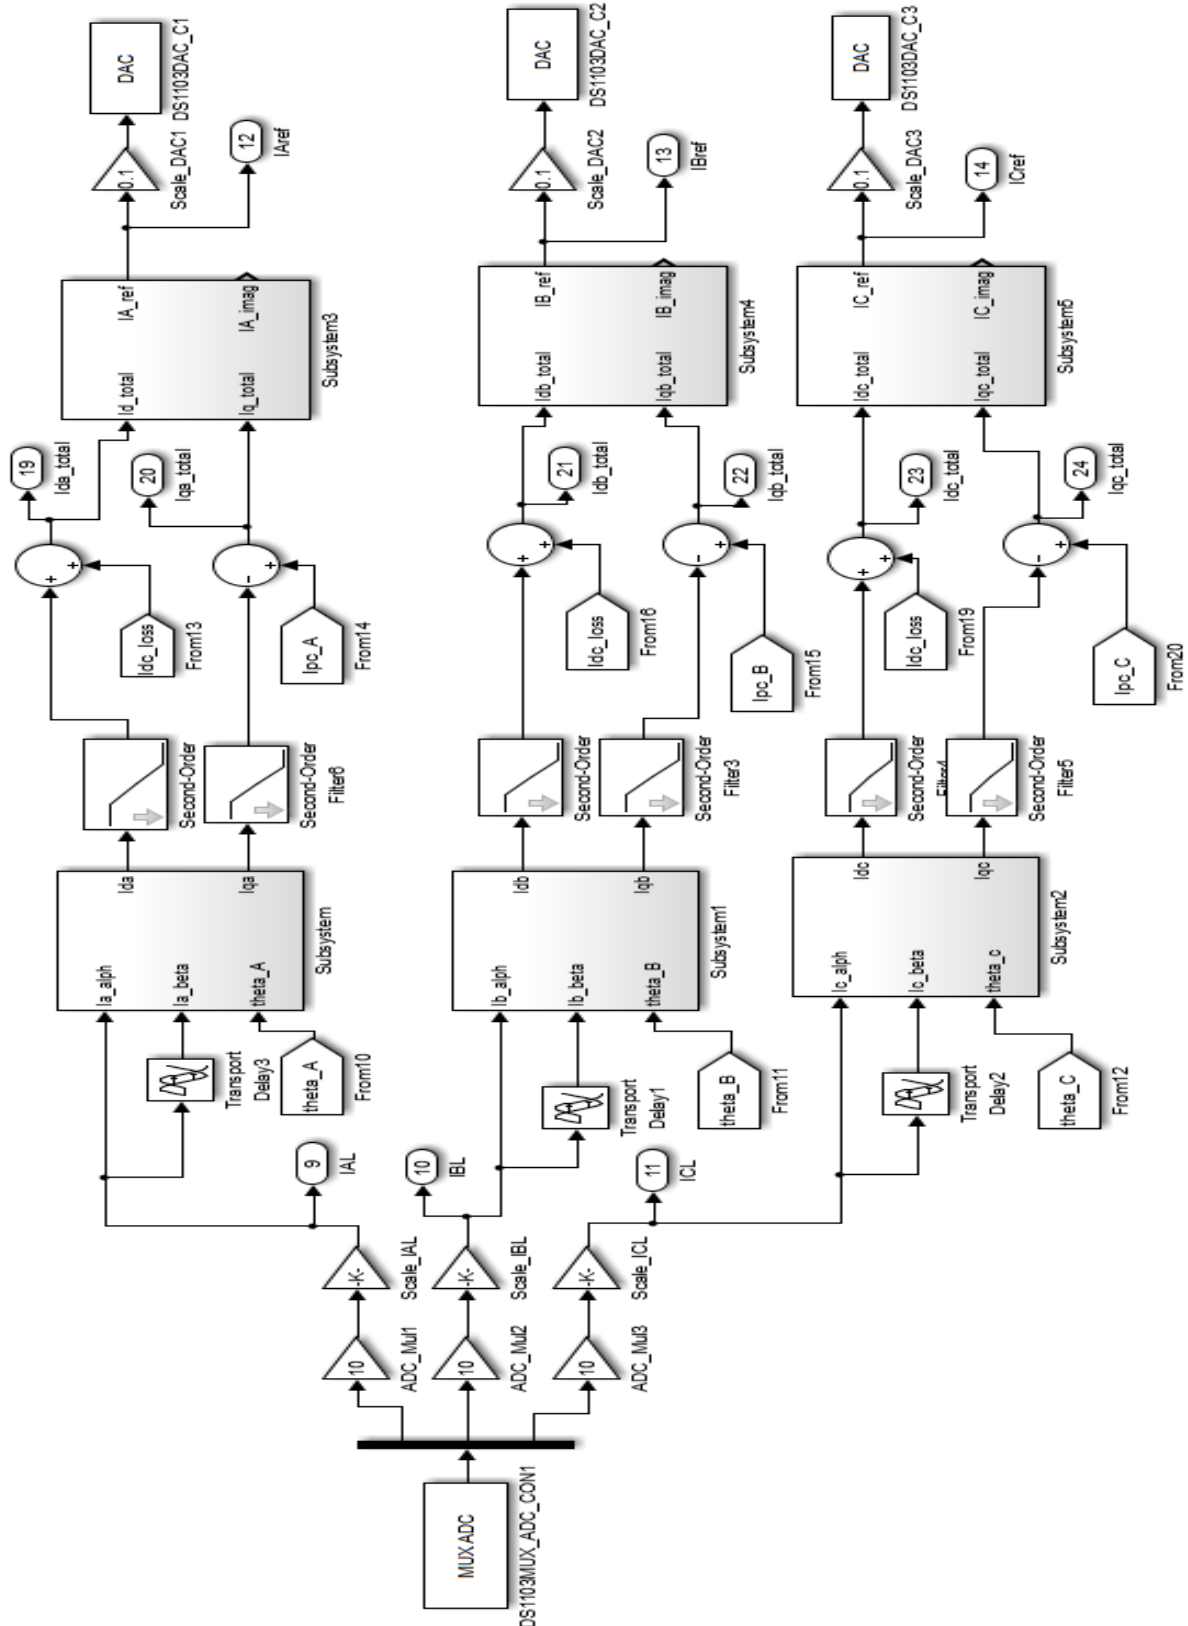 MUX ADC
DS1103MUX_ADC_CON1
10
ADC_Mul1
-K-
Scale_IAL
9
IAL
10
ADC_Mul2
-K-
Scale_IBL
10
IBL
10
ADC_Mul3
-K-
Scale_ICL
11
ICL
Transport
Delay3
theta_A
From10
Ia_alph
Ia_beta
theta_A
Ida
Iqa
Subsystem
Second-Order
Second-Order
Filter6
Idc_loss
From13
Ipc_A
From14
+
+
-
+
19
Ida_total
20
Iqa_total
Id_total
Iq_total
IA_ref
IA_imag
Subsystem3
0.1
Scale_DAC1
12
IAref
DAC
DS1103DAC_C1
Transport
Delay1
theta_B
From11
Ib_alph
Ib_beta
theta_B
Idb
Iqb
Subsystem1
Second-Order
Second-Order
Filter3
Idc_loss
From16
Ipc_B
From15
+
+
-
+
21
Idb_total
22
Iqb_total
Idb_total
Iqb_total
IB_ref
IB_imag
Subsystem4
0.1
Scale_DAC2
13
IBref
DAC
DS1103DAC_C2
Transport
Delay2
theta_C
From12
Ic_alph
Ic_beta
theta_c
Idc
Iqc
Subsystem2
Second-Order
Filter4
Second-Order
Filter5
Idc_loss
From19
Ipc_C
From20
+
+
-
+
23
Idc_total
24
Iqc_total
Idc_total
Iqc_total
IC_ref
IC_imag
Subsystem5
0.1
Scale_DAC3
14
ICref
DAC
DS1103DAC_C3